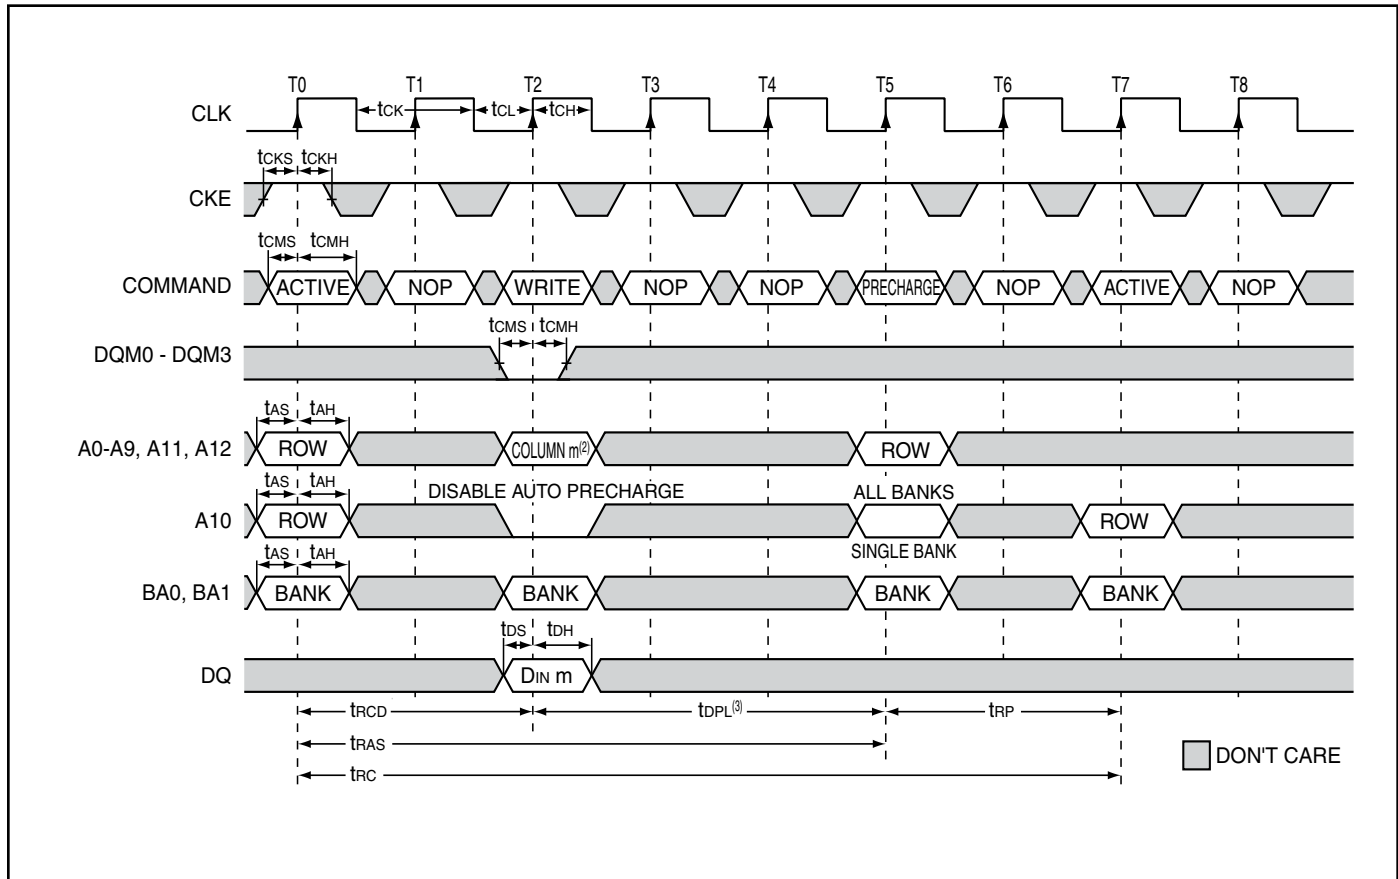 T0 T1 T2 T3 T4 T5 T6 T7 T8
CLK tCK tCL tCH
tCKS tCKH
CKE
tCMS tCMH
COMMAND ACTIVE NOP WRITE NOP NOP PRECHARGE NOP ACTIVE NOP
tCMS tCMH
DQM0 - DQM3
tAS tAH
A0-A9, A11, A12 ROW COLUMN m(2) ROW
tAS tAH DISABLE AUTO PRECHARGE ALL BANKS
A10 ROW ROW
tAS tAH SINGLE BANK
BA0, BA1 BANK BANK BANK BANK
tDS tDH
DQ DIN m
tRCD tDPL(3) tRP
tRAS
DON'T CARE
tRC